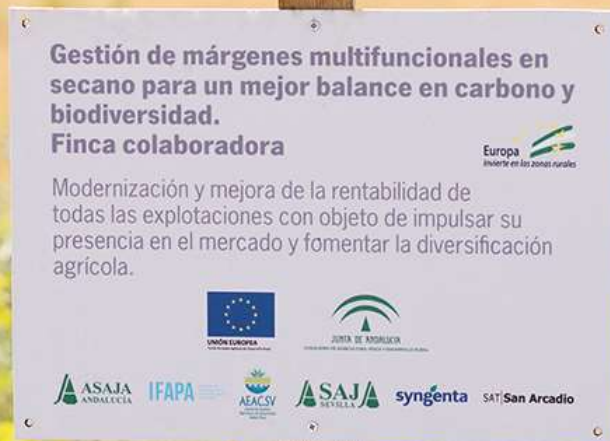 Gestión de márgenes multifuncionales en
secano para un mejor balance en carbono y
biodiversidad.
Finca colaboradora
Europa
invierte en las zonas rurales
Modernización y mejora de la rentabilidad de
todas las explotaciones con objeto de impulsar su
presencia en el mercado y fomentar la diversificación
agrícola.
UNIÓN EUROPEA
JUNTA DE ANDALUCIA
ASAJA
ANDALUCÍA
IFAPA
AEACSV
ASAJA
SEVILLA
syngenta
SAT San Arcadio